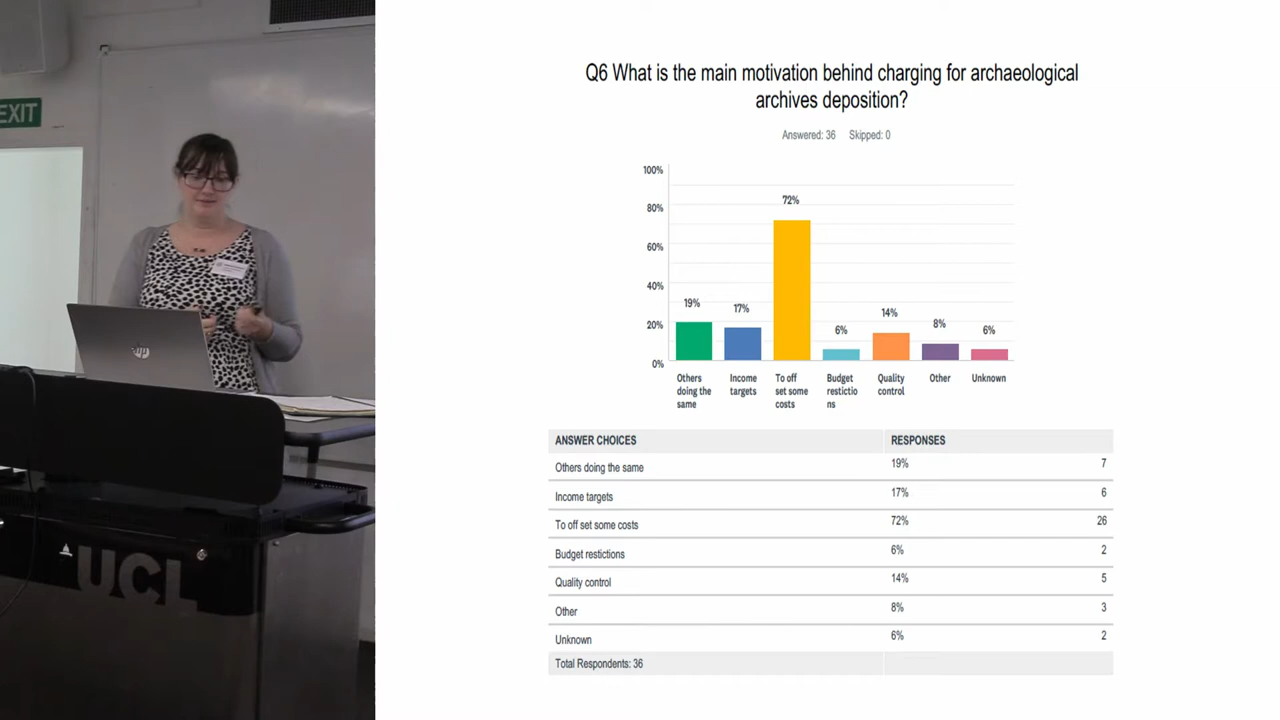 EXIT
hp
UCL
Q6 What is the main motivation behind charging for archaeological
archives deposition?
Answered: 36 Skipped: 0
100%
80%
60%
40%
20%
0%
19%
17%
72%
6%
14%
8%
6%
Others
doing the
same
Income
targets
To off
set some
costs
Budget
restictio
ns
Quality
control
Other
Unknown
ANSWER CHOICES RESPONSES
Others doing the same 19% 7
Income targets 17% 6
To off set some costs 72% 26
Budget restictions 6% 2
Quality control 14% 5
Other 8% 3
Unknown 6% 2
Total Respondents: 36